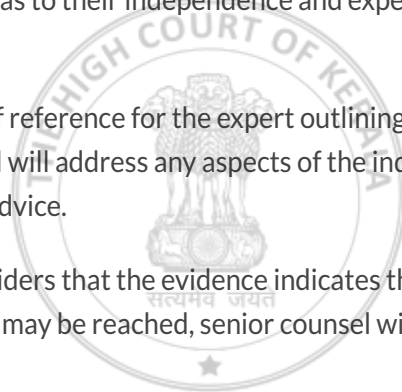 as to their independence and expe
THE HIGH COURT OF KERALA
f reference for the expert outlining
l will address any aspects of the inc
dvice.
iders that the evidence indicates th
सत्यमेव जयते
may be reached, senior counsel wi